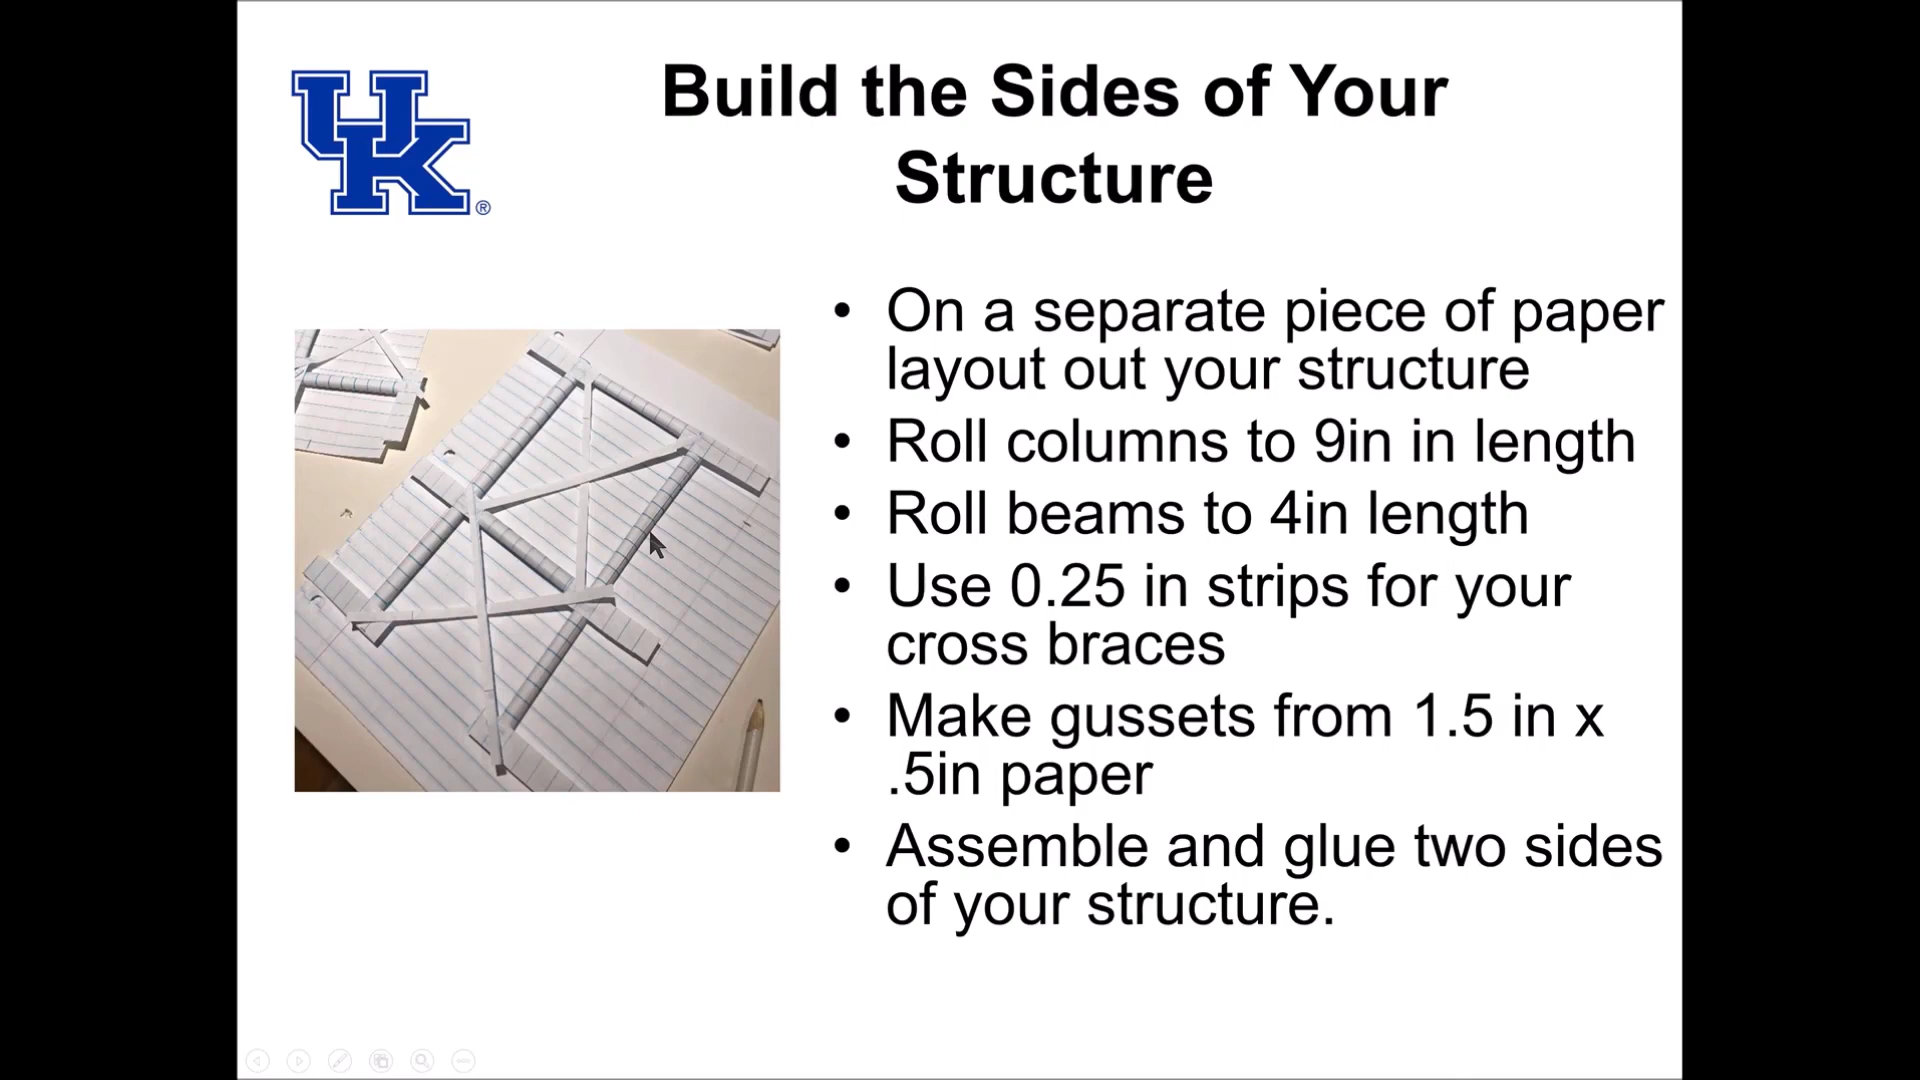 UK®
Build the Sides of Your
Structure
• On a separate piece of paper
layout out your structure
• Roll columns to 9in in length
• Roll beams to 4in length
• Use 0.25 in strips for your
cross braces
• Make gussets from 1.5 in x
.5in paper
• Assemble and glue two sides
of your structure.